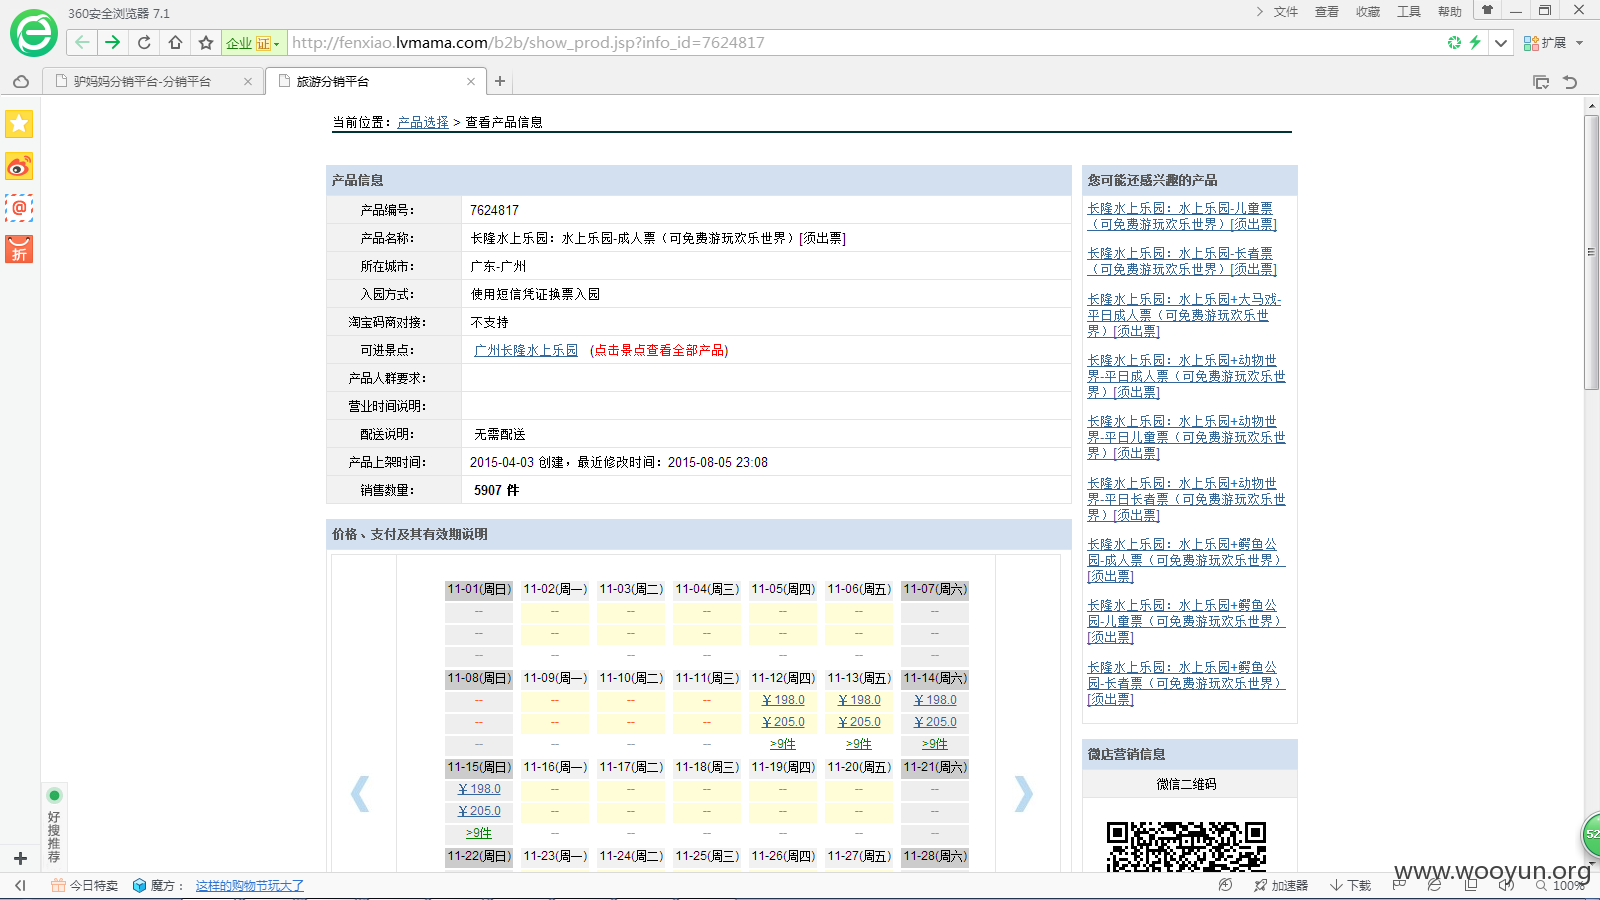 360安全浏览器 7.1
文件 查看 收藏 工具 帮助
企业 证 http://fenxiao.lvmama.com/b2b/show_prod.jsp?info_id=7624817 扩展
驴妈妈分销平台-分销平台 旅游分销平台
当前位置：产品选择 > 查看产品信息
产品信息
产品编号： 7624817
产品名称： 长隆水上乐园：水上乐园-成人票（可免费游玩欢乐世界）[须出票]
所在城市： 广东-广州
入园方式： 使用短信凭证换票入园
淘宝码商对接： 不支持
可进景点： 广州长隆水上乐园 (点击景点查看全部产品)
产品人群要求：
营业时间说明：
配送说明： 无需配送
产品上架时间： 2015-04-03 创建，最近修改时间：2015-08-05 23:08
销售数量： 5907 件
价格、支付及其有效期说明
11-01(周日) 11-02(周一) 11-03(周二) 11-04(周三) 11-05(周四) 11-06(周五) 11-07(周六)
-- -- -- -- -- -- --
-- -- -- -- -- -- --
-- -- -- -- -- -- --
11-08(周日) 11-09(周一) 11-10(周二) 11-11(周三) 11-12(周四) 11-13(周五) 11-14(周六)
-- -- -- -- ￥198.0 ￥198.0 ￥198.0
-- -- -- -- ￥205.0 ￥205.0 ￥205.0
-- -- -- -- >9件 >9件 >9件
11-15(周日) 11-16(周一) 11-17(周二) 11-18(周三) 11-19(周四) 11-20(周五) 11-21(周六)
￥198.0 -- -- -- -- -- --
￥205.0 -- -- -- -- -- --
>9件 -- -- -- -- -- --
11-22(周日) 11-23(周一) 11-24(周二) 11-25(周三) 11-26(周四) 11-27(周五) 11-28(周六)
您可能还感兴趣的产品
长隆水上乐园：水上乐园-儿童票
（可免费游玩欢乐世界）[须出票]
长隆水上乐园：水上乐园-长者票
（可免费游玩欢乐世界）[须出票]
长隆水上乐园：水上乐园+大马戏-
平日成人票（可免费游玩欢乐世
界）[须出票]
长隆水上乐园：水上乐园+动物世
界-平日成人票（可免费游玩欢乐世
界）[须出票]
长隆水上乐园：水上乐园+动物世
界-平日儿童票（可免费游玩欢乐世
界）[须出票]
长隆水上乐园：水上乐园+动物世
界-平日长者票（可免费游玩欢乐世
界）[须出票]
长隆水上乐园：水上乐园+鳄鱼公
园-成人票（可免费游玩欢乐世界）
[须出票]
长隆水上乐园：水上乐园+鳄鱼公
园-儿童票（可免费游玩欢乐世界）
[须出票]
长隆水上乐园：水上乐园+鳄鱼公
园-长者票（可免费游玩欢乐世界）
[须出票]
微店营销信息
微信二维码
@
折
好搜推荐
52
www.wooyun.org
今日特卖 魔方： 这样的购物节玩大了 加速器 下载 100%